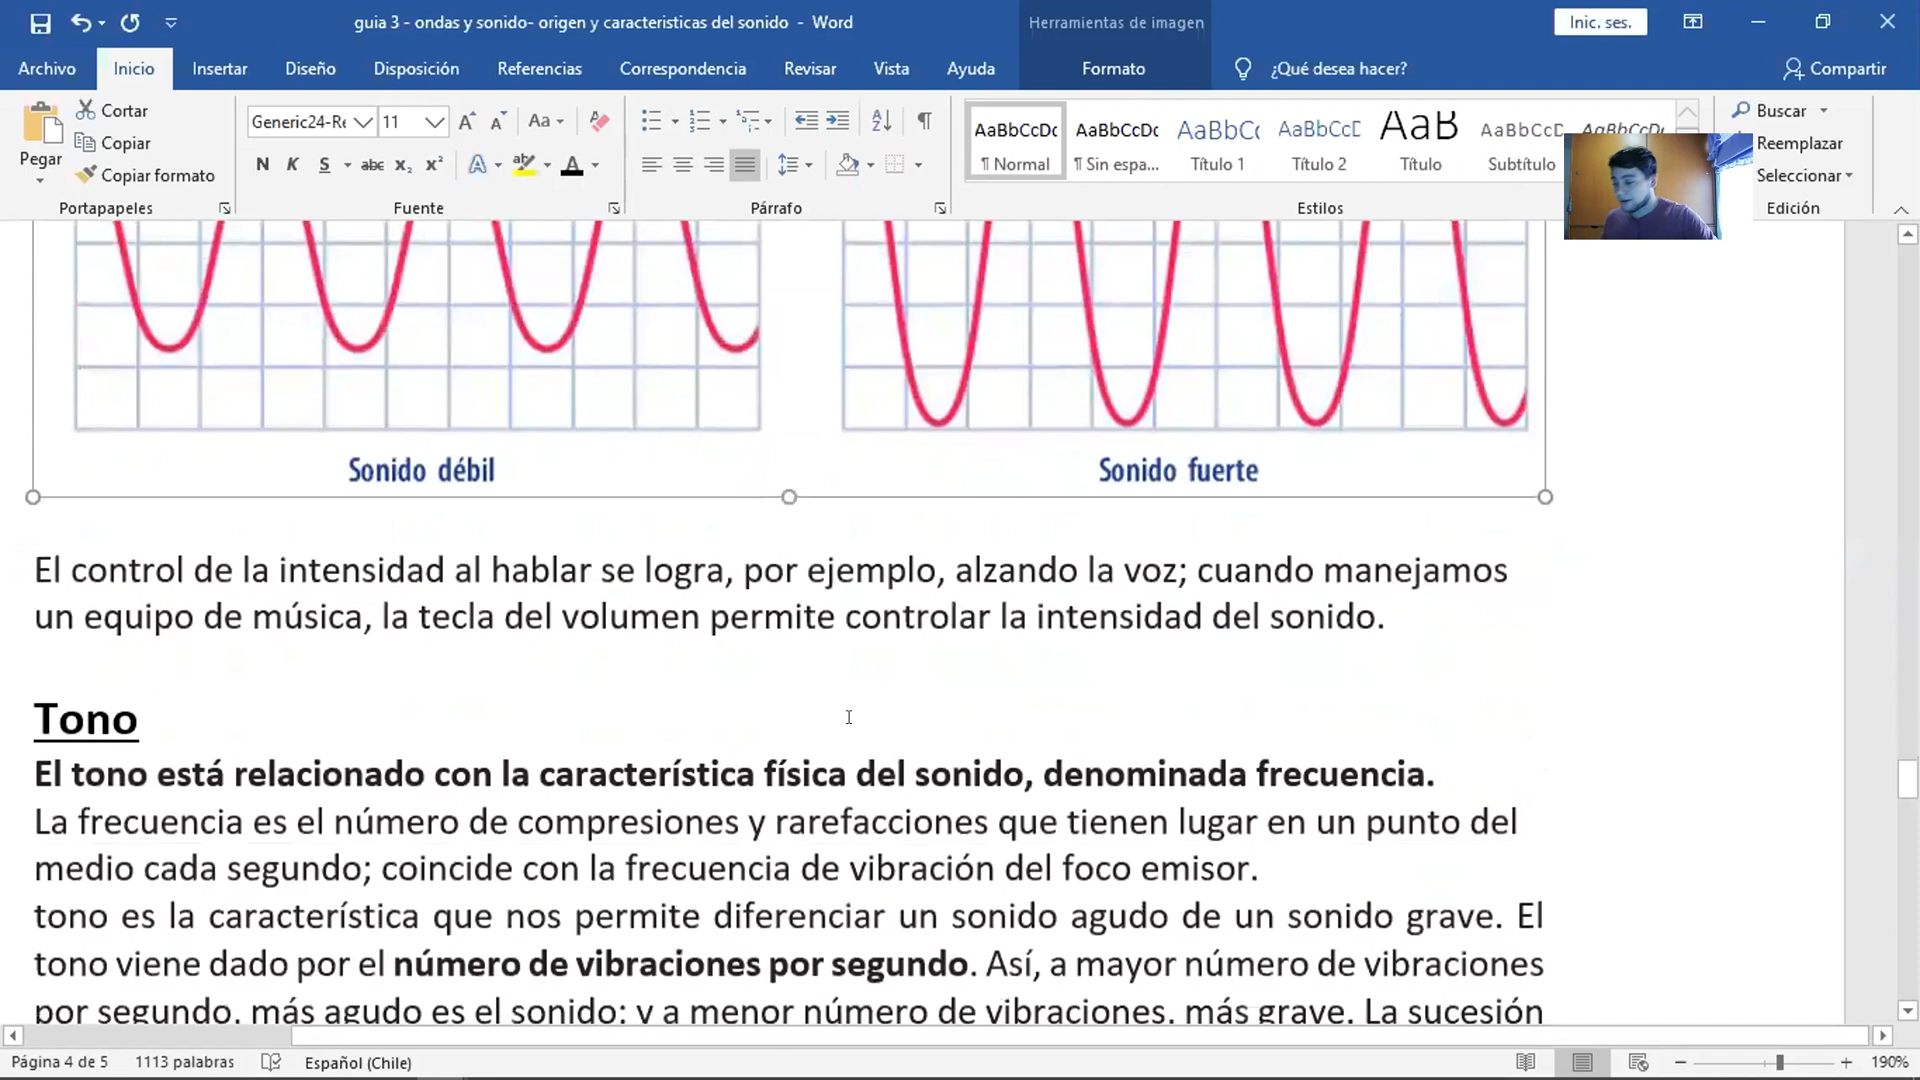 guia 3 - ondas y sonido- origen y caracteristicas del sonido - Word
Herramientas de imagen
Inic. ses.
Archivo Inicio Insertar Diseño Disposición Referencias Correspondencia Revisar Vista Ayuda Formato ¿Qué desea hacer? Compartir
Pegar
Cortar
Copiar
Copiar formato
Portapapeles
Generic24-Re 11
Aa
N K S abc x₂ x² A A
Fuente
Párrafo
AaBbCcDc AaBbCcDc AaBbCc AaBbCcD AaB AaBbCcD
¶ Normal ¶ Sin espa... Título 1 Título 2 Título Subtítulo
Estilos
Buscar
Reemplazar
Seleccionar
Edición
Sonido débil
Sonido fuerte
El control de la intensidad al hablar se logra, por ejemplo, alzando la voz; cuando manejamos
un equipo de música, la tecla del volumen permite controlar la intensidad del sonido.
Tono
El tono está relacionado con la característica física del sonido, denominada frecuencia.
La frecuencia es el número de compresiones y rarefacciones que tienen lugar en un punto del
medio cada segundo; coincide con la frecuencia de vibración del foco emisor.
tono es la característica que nos permite diferenciar un sonido agudo de un sonido grave. El
tono viene dado por el número de vibraciones por segundo. Así, a mayor número de vibraciones
por segundo, más agudo es el sonido; y a menor número de vibraciones, más grave. La sucesión
Página 4 de 5 1113 palabras Español (Chile) 190%